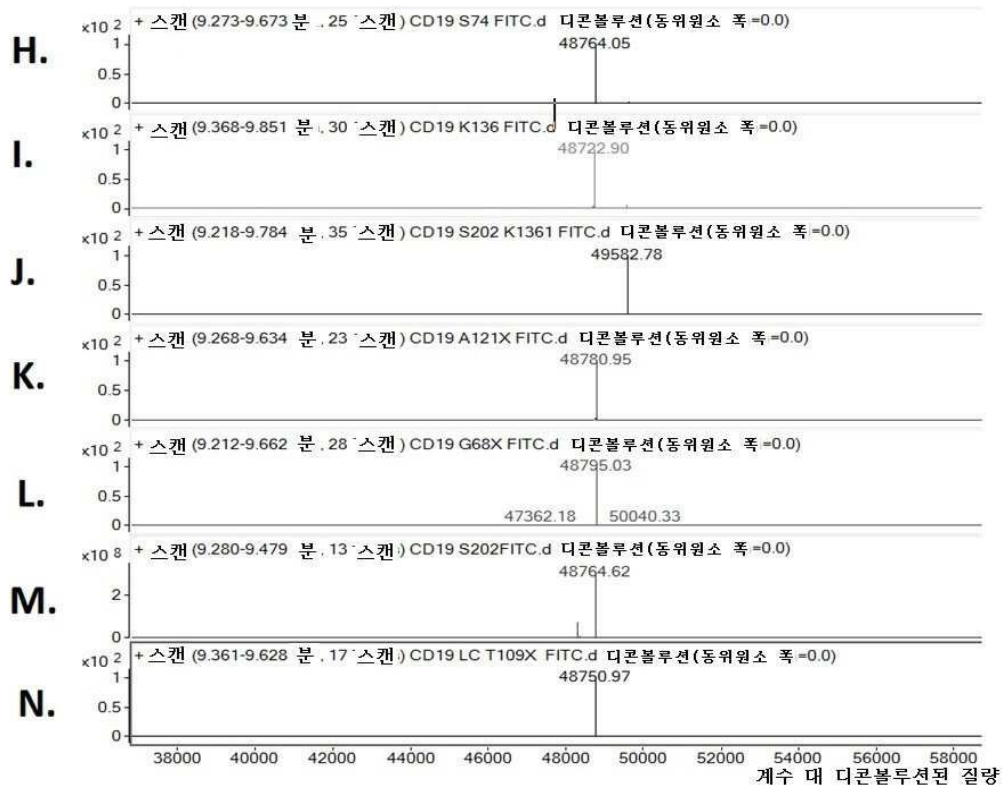 H.
x10 2
+ 스캔 (9.273-9.673 분, 25 스캔) CD19 S74 FITC.d 디콘볼루션(동위원소 폭=0.0)
48764.05
1
0.5
0
I.
x10 2
+ 스캔 (9.368-9.851 분, 30 스캔) CD19 K136 FITC.d 디콘볼루션(동위원소 폭=0.0)
48722.90
1
0.5
0
J.
x10 2
+ 스캔 (9.218-9.784 분, 35 스캔) CD19 S202 K1361 FITC.d 디콘볼루션(동위원소 폭=0.0)
49582.78
1
0.5
0
K.
x10 2
+ 스캔 (9.268-9.634 분, 23 스캔) CD19 A121X FITC.d 디콘볼루션(동위원소 폭=0.0)
48780.95
1
0.5
0
L.
x10 2
+ 스캔 (9.212-9.662 분, 28 스캔) CD19 G68X FITC.d 디콘볼루션(동위원소 폭=0.0)
48795.03
1
0.5
47362.18 50040.33
0
M.
x10 8
+ 스캔 (9.280-9.479 분, 13 스캔) CD19 S202FITC.d 디콘볼루션(동위원소 폭=0.0)
48764.62
2
0
N.
x10 2
+ 스캔 (9.361-9.628 분, 17 스캔) CD19 LC T109X FITC.d 디콘볼루션(동위원소 폭=0.0)
48750.97
1
0.5
0
38000 40000 42000 44000 46000 48000 50000 52000 54000 56000 58000
계수 대 디콘볼루션된 질량